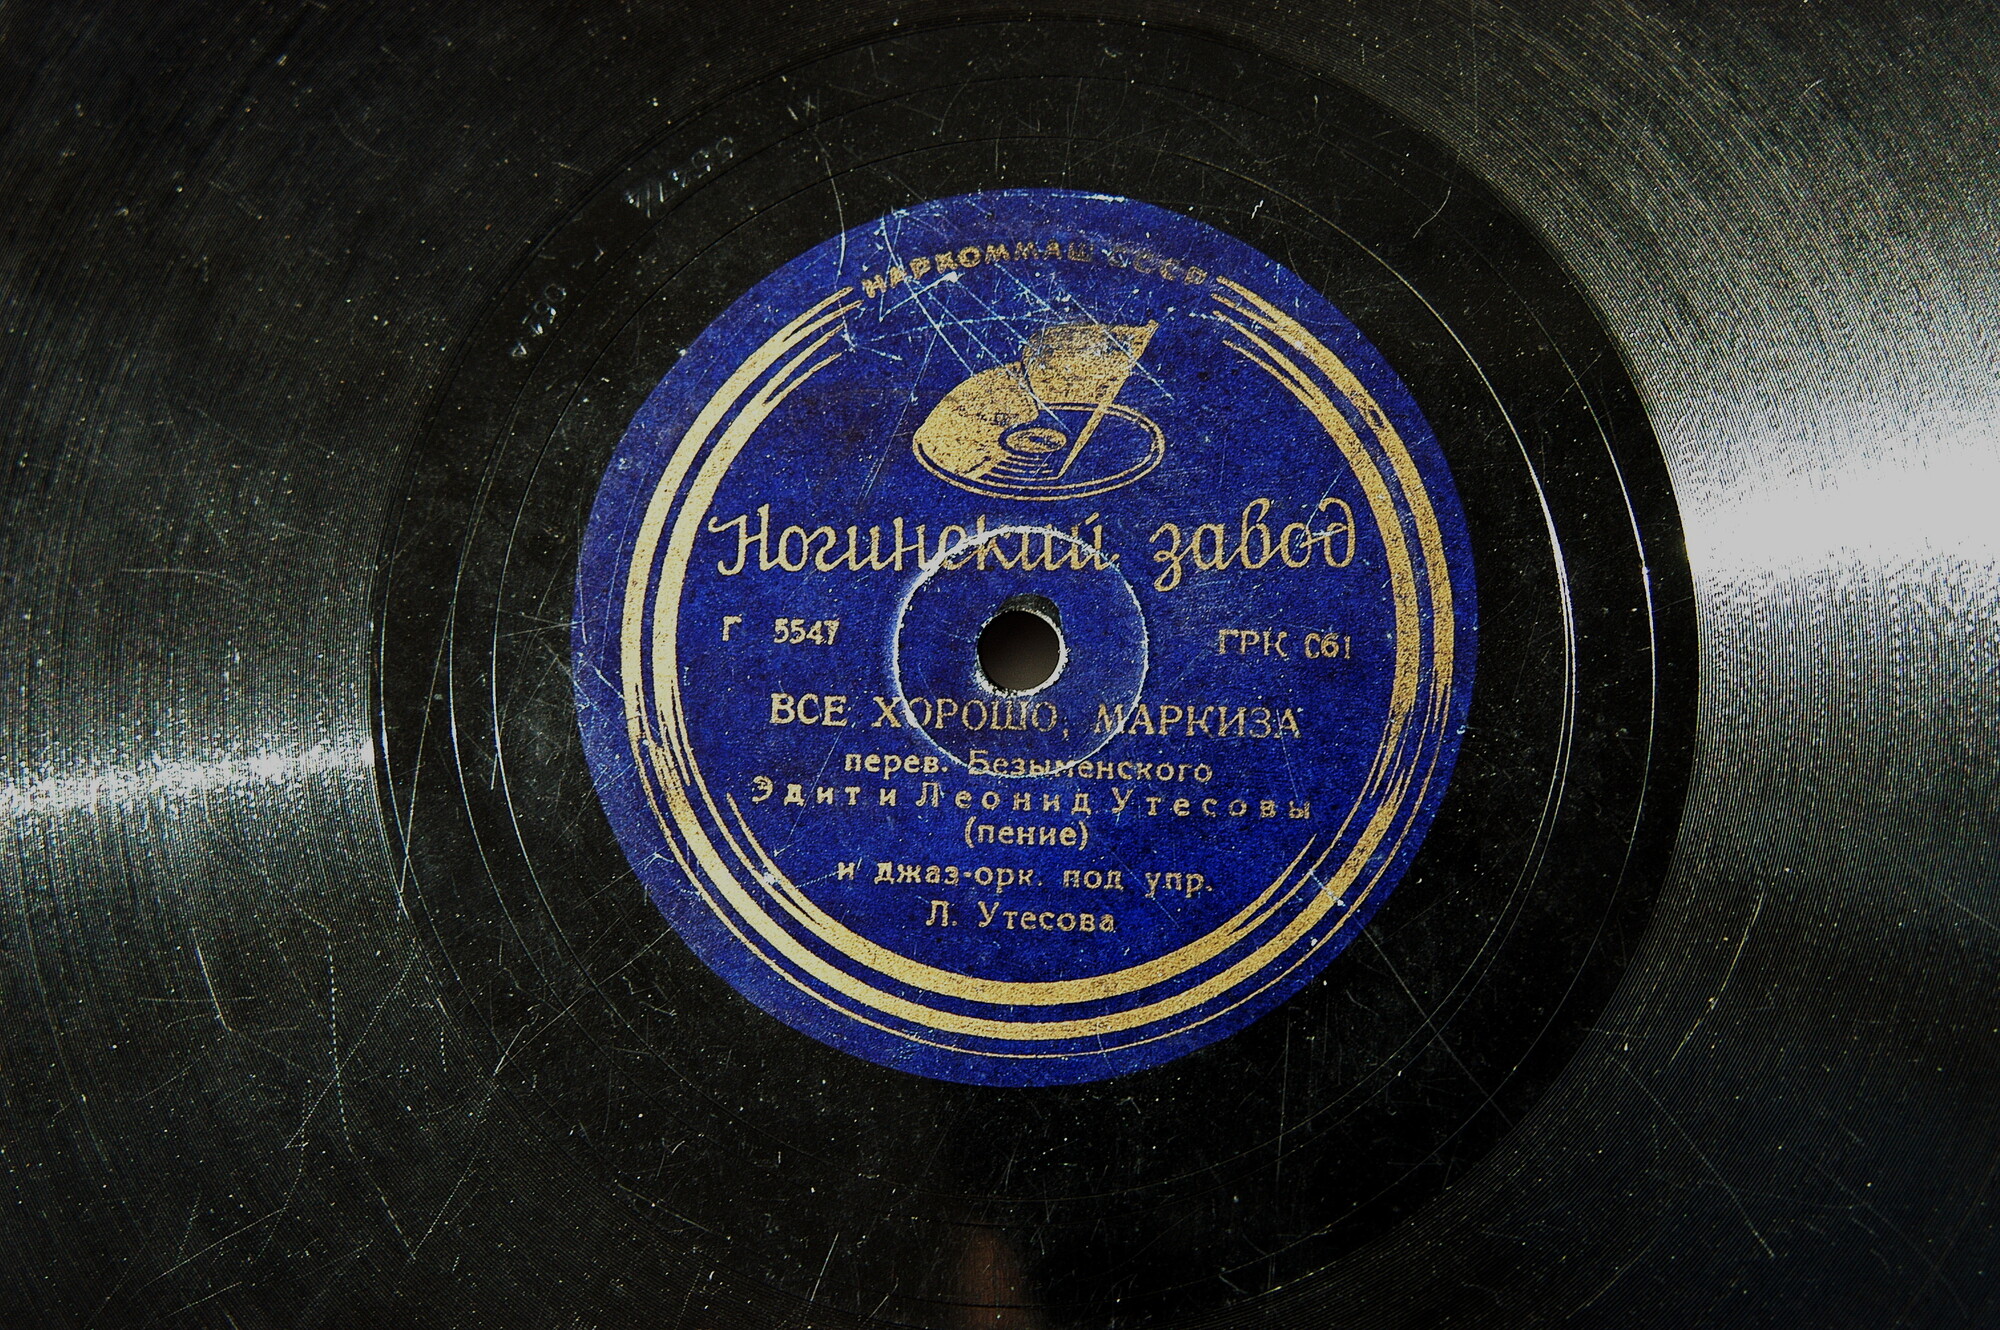 НАРКОММАШ СССР
Ногинский завод
Г 5547 ГРК С61
ВСЕ ХОРОШО, МАРКИЗА
перев. Безыменского
Эдит и Леонид Утесовы
(пение)
и джаз-орк. под упр.
Л. Утесова